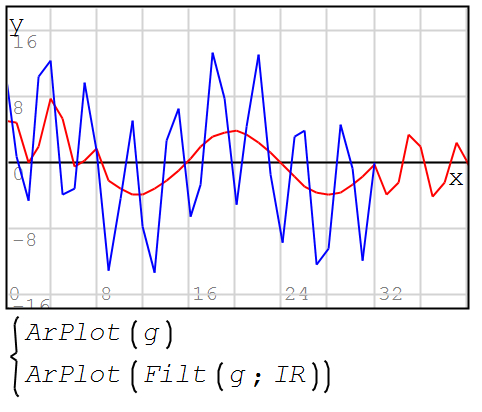 y
16
8
0
-8
-16
0 8 16 24 32
x
ArPlot(g)
ArPlot(Filt(g;IR))